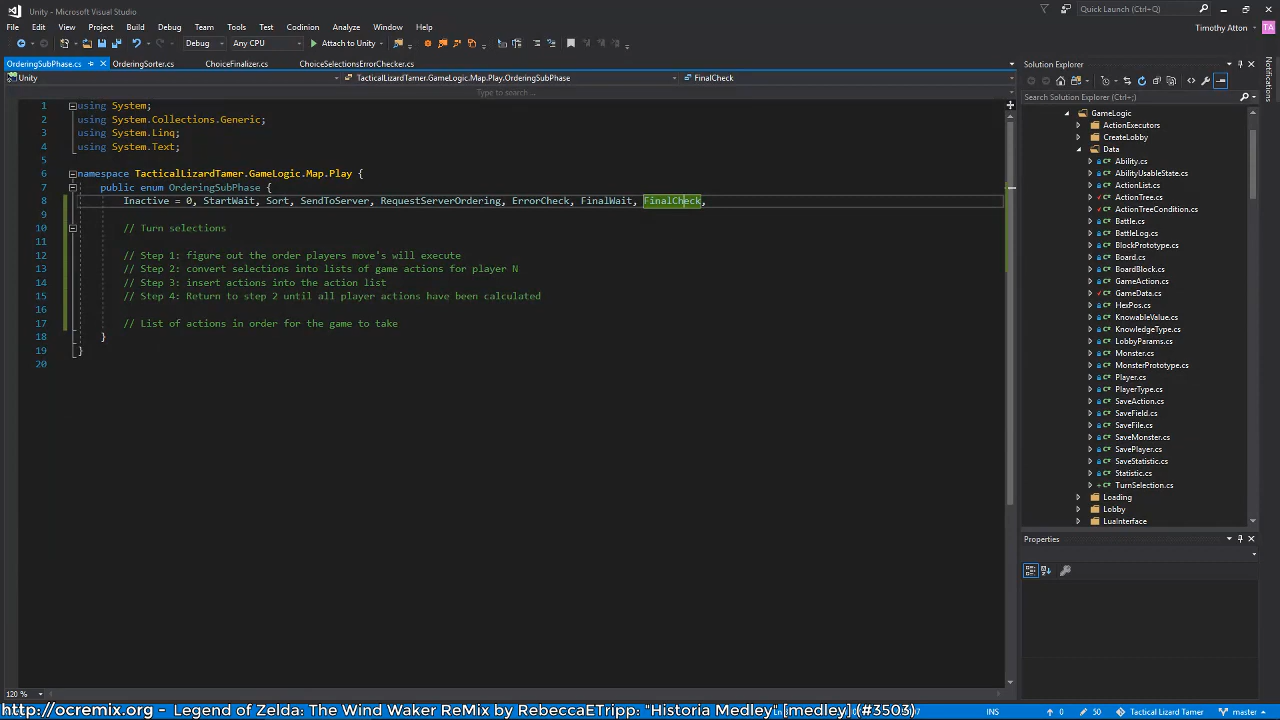 Unity - Microsoft Visual Studio
Quick Launch (Ctrl+Q)
File Edit View Project Build Debug Team Tools Test Cotion Analyze Window Help
Timothy Atton TA
Debug Any CPU Attach to Unity
OrderingSubPhase.cs OrderingSorter.cs ChoiceFinalizer.cs ChoiceSelectionsErrorChecker.cs
Unity TacticalLizardTamer.GameLogic.Map.Play.OrderingSubPhase FinalCheck
Type to search ...
1 using System;
2 using System.Collections.Generic;
3 using System.Linq;
4 using System.Text;
5
6 namespace TacticalLizardTamer.GameLogic.Map.Play {
7 public enum OrderingSubPhase {
8 Inactive = 0, StartWait, Sort, SendToServer, RequestServerOrdering, ErrorCheck, FinalWait, FinalCheck,
9
10 // Turn selections
11
12 // Step 1: figure out the order players move's will execute
13 // Step 2: convert selections into lists of game actions for player N
14 // Step 3: insert actions into the action list
15 // Step 4: Return to step 2 until all player actions have been calculated
16
17 // List of actions in order for the game to take
18 }
19 }
20
120 %
Solution Explorer
Search Solution Explorer (Ctrl+;)
GameLogic
ActionExecutors
CreateLobby
Data
Ability.cs
AbilityUsableState.cs
ActionList.cs
ActionTree.cs
ActionTreeCondition.cs
Battle.cs
BattleLog.cs
BlockPrototype.cs
Board.cs
BoardBlock.cs
GameAction.cs
GameData.cs
HexPos.cs
KnowableValue.cs
KnowledgeType.cs
LobbyParams.cs
Monster.cs
MonsterPrototype.cs
Player.cs
PlayerType.cs
SaveAction.cs
SaveField.cs
SaveFile.cs
SaveMonster.cs
SavePlayer.cs
SaveStatistic.cs
Statistic.cs
TurnSelection.cs
Loading
Lobby
LuaInterface
Properties
Notifications
http://ocremix.org - Legend of Zelda: The Wind Waker ReMix by RebeccaETripp: "Historia Medley" [medley] (#3503)
INS 0 50 Tactical Lizard Tamer master